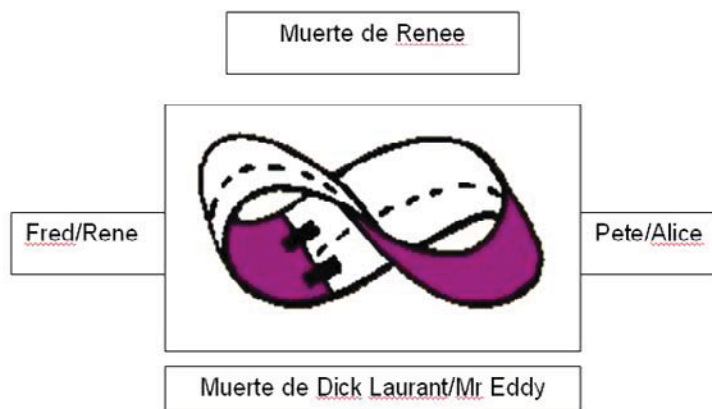 Muerte de Renee
Fred/Rene
Pete/Alice
Muerte de Dick Laurant/Mr Eddy